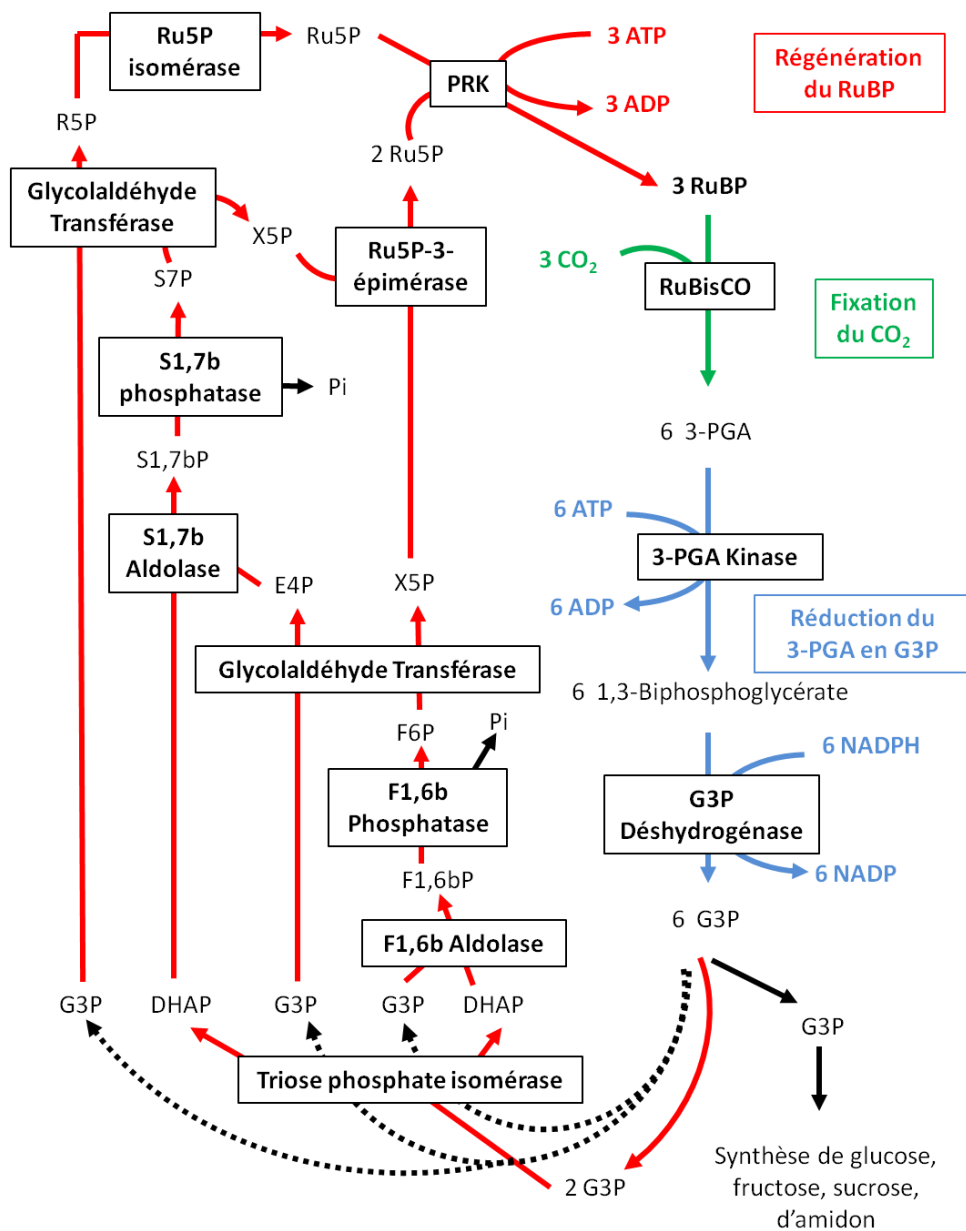 Ru5P
isomérase
Ru5P
3 ATP
PRK
3 ADP
Régénération
du RuBP
R5P
2 Ru5P
Glycolaldéhyde
Transférase
3 RuBP
X5P
Ru5P-3-
épimérase
3 CO₂
RuBisCO
S7P
Fixation
du CO₂
S1,7b
phosphatase
Pi
6 3-PGA
S1,7bP
6 ATP
S1,7b
Aldolase
3-PGA Kinase
E4P
X5P
6 ADP
Réduction du
3-PGA en G3P
Glycolaldéhyde Transférase
6 1,3-Biphosphoglycérate
F6P
Pi
6 NADPH
F1,6b
Phosphatase
G3P
Déshydrogénase
F1,6bP
6 NADP
6 G3P
F1,6b Aldolase
G3P
DHAP
G3P
G3P
DHAP
G3P
Triose phosphate isomérase
2 G3P
Synthèse de glucose,
fructose, sucrose,
d'amidon